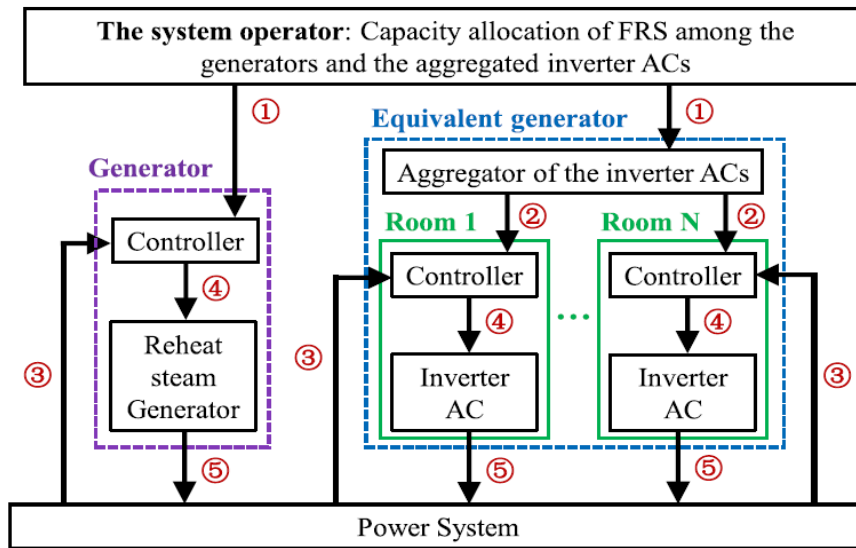 The system operator: Capacity allocation of FRS among the
generators and the aggregated inverter ACs
①
①
Equivalent generator
Generator
Aggregator of the inverter ACs
②
②
Room 1
Room N
Controller
Controller
Controller
④
④
④
...
③
③
③
Reheat
steam
Generator
Inverter
AC
Inverter
AC
⑤
⑤
⑤
Power System